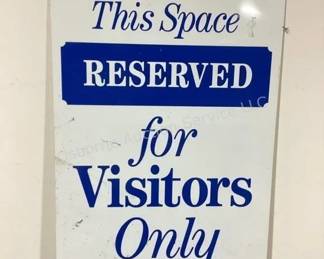 This Space
RESERVED
for
Visitors
Only